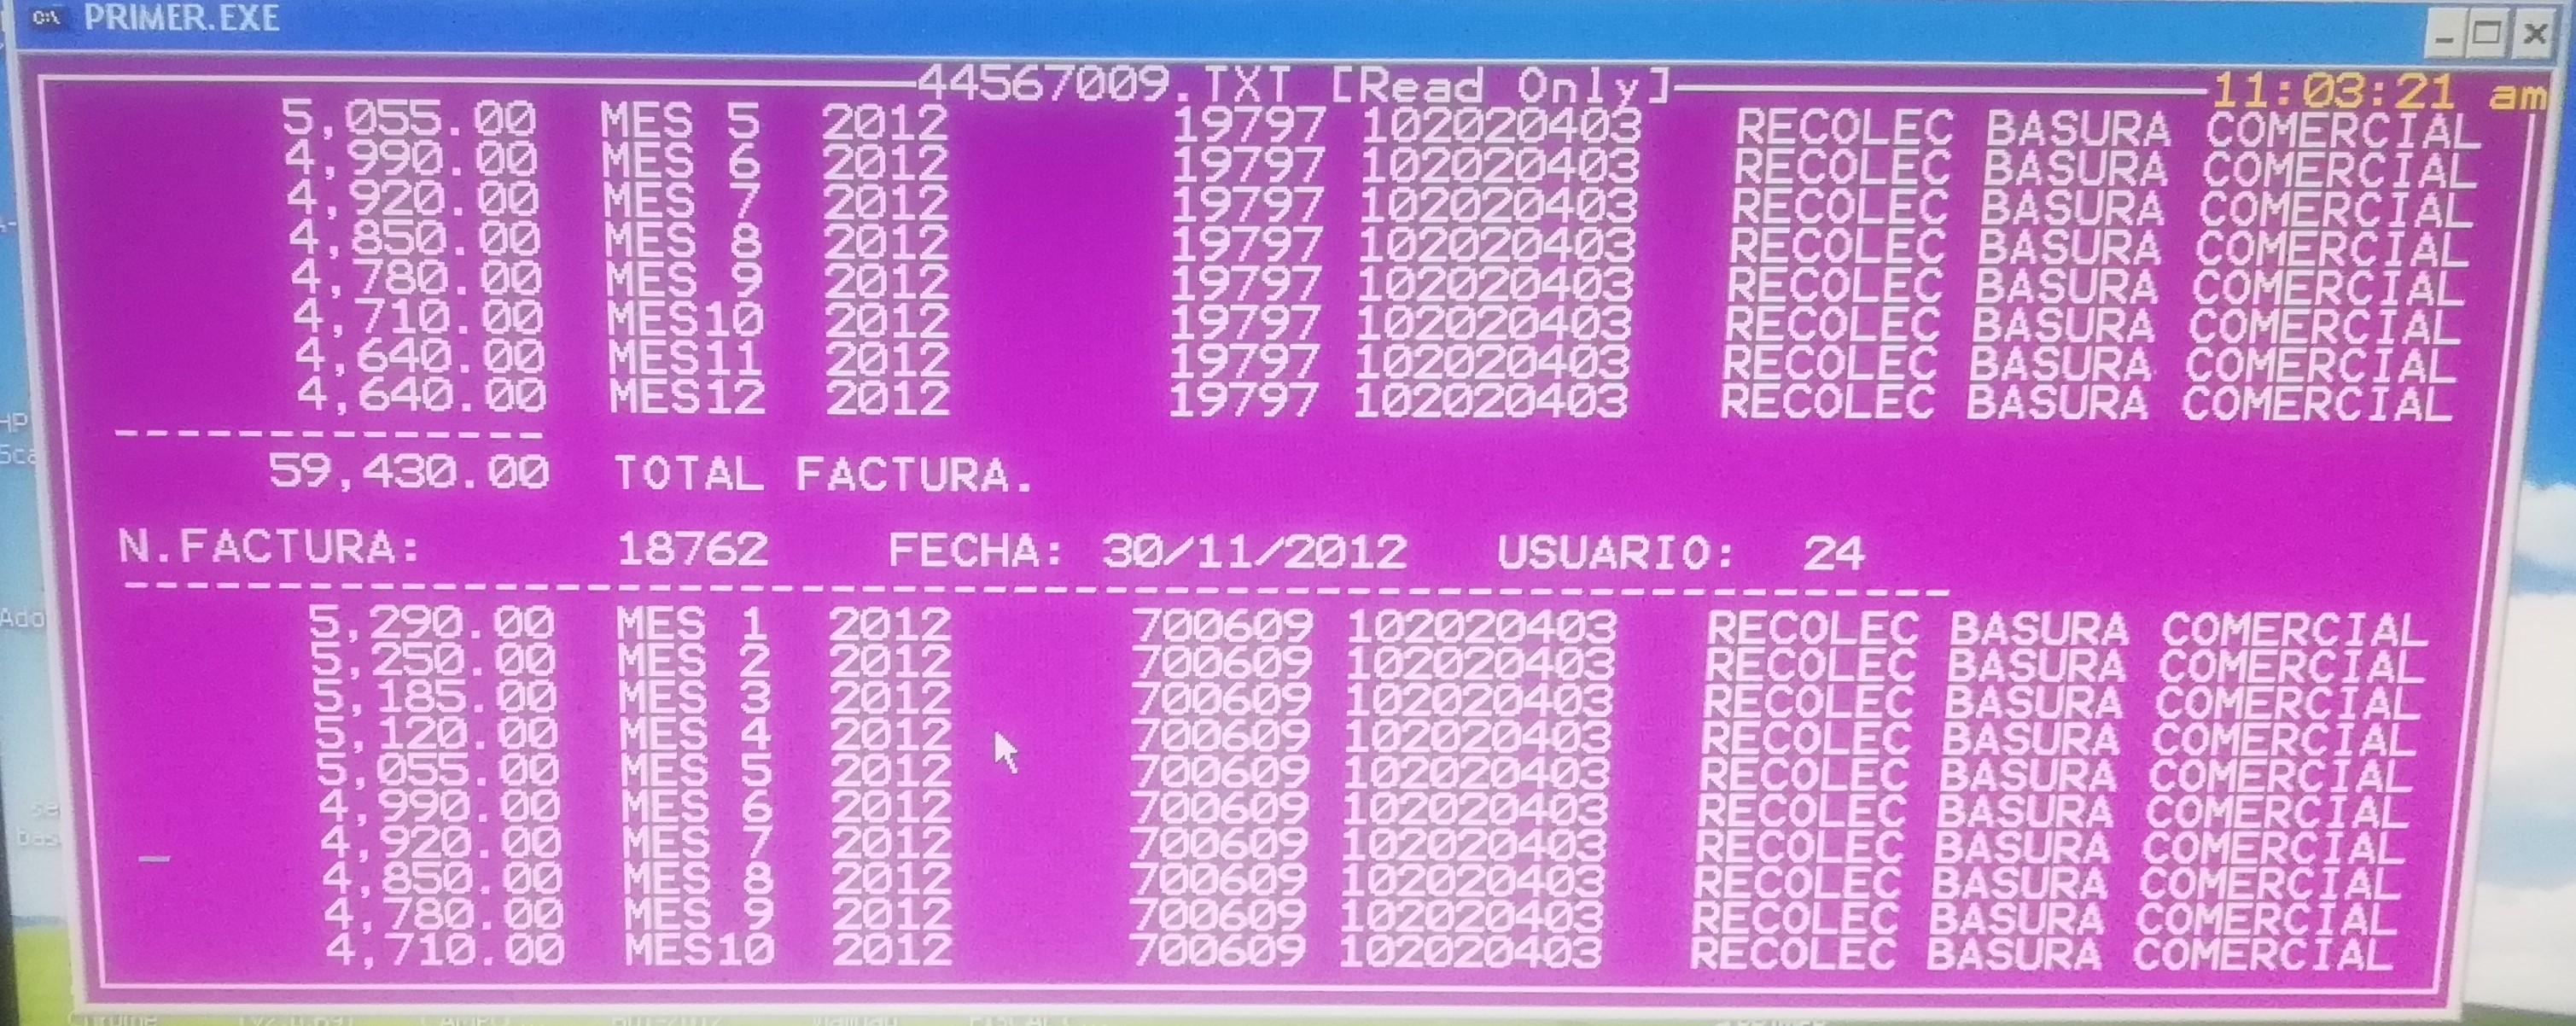 PRIMER.EXE
44567009.TXT [Read Only] 11:03:21 am
5,055.00 MES 5 2012 19797 102020403 RECOLEC BASURA COMERCIAL
4,990.00 MES 6 2012 19797 102020403 RECOLEC BASURA COMERCIAL
4,920.00 MES 7 2012 19797 102020403 RECOLEC BASURA COMERCIAL
4,850.00 MES 8 2012 19797 102020403 RECOLEC BASURA COMERCIAL
4,780.00 MES 9 2012 19797 102020403 RECOLEC BASURA COMERCIAL
4,710.00 MES10 2012 19797 102020403 RECOLEC BASURA COMERCIAL
4,640.00 MES11 2012 19797 102020403 RECOLEC BASURA COMERCIAL
4,640.00 MES12 2012 19797 102020403 RECOLEC BASURA COMERCIAL
--------------
59,430.00 TOTAL FACTURA.
N.FACTURA: 18762 FECHA: 30/11/2012 USUARIO: 24
------------------------------------------------------------
5,290.00 MES 1 2012 700609 102020403 RECOLEC BASURA COMERCIAL
5,250.00 MES 2 2012 700609 102020403 RECOLEC BASURA COMERCIAL
5,185.00 MES 3 2012 700609 102020403 RECOLEC BASURA COMERCIAL
5,120.00 MES 4 2012 700609 102020403 RECOLEC BASURA COMERCIAL
5,055.00 MES 5 2012 700609 102020403 RECOLEC BASURA COMERCIAL
4,990.00 MES 6 2012 700609 102020403 RECOLEC BASURA COMERCIAL
4,920.00 MES 7 2012 700609 102020403 RECOLEC BASURA COMERCIAL
4,850.00 MES 8 2012 700609 102020403 RECOLEC BASURA COMERCIAL
4,780.00 MES 9 2012 700609 102020403 RECOLEC BASURA COMERCIAL
4,710.00 MES10 2012 700609 102020403 RECOLEC BASURA COMERCIAL